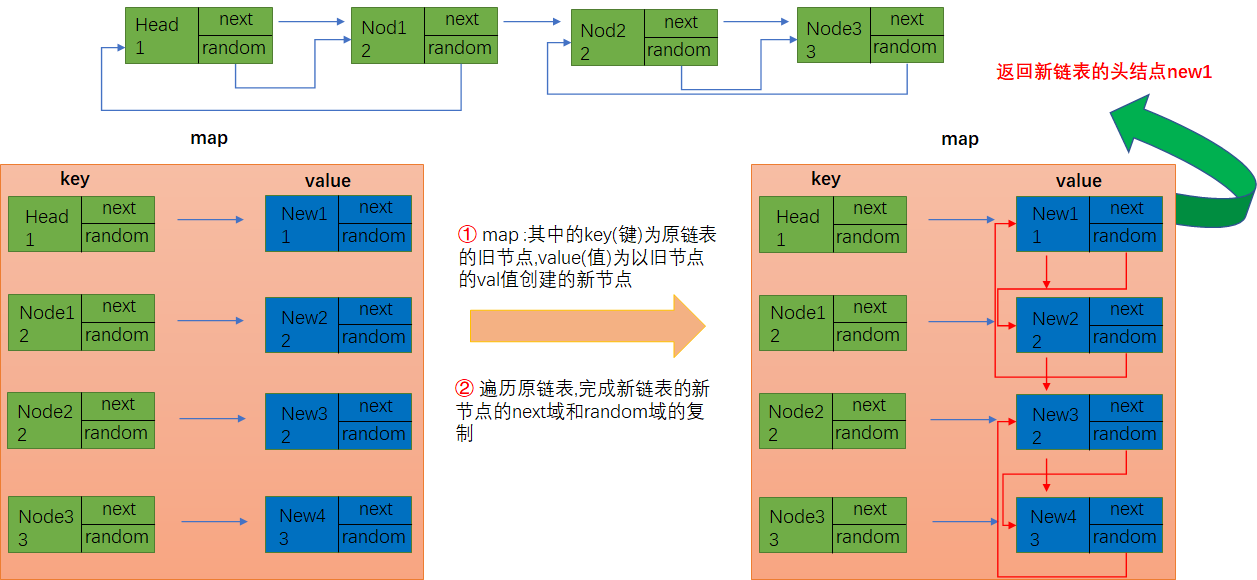 Head
1
next
random
Nod1
2
next
random
Nod2
2
next
random
Node3
3
next
random
返回新链表的头结点new1
map
key
value
Head
1
next
random
New1
1
next
random
Node1
2
next
random
New2
2
next
random
Node2
2
next
random
New3
2
next
random
Node3
3
next
random
New4
3
next
random
① map :其中的key(键)为原链表
的旧节点,value(值)为以旧节点
的val值创建的新节点
② 遍历原链表,完成新链表的新
节点的next域和random域的复
制
map
key
value
Head
1
next
random
New1
1
next
random
Node1
2
next
random
New2
2
next
random
Node2
2
next
random
New3
2
next
random
Node3
3
next
random
New4
3
next
random